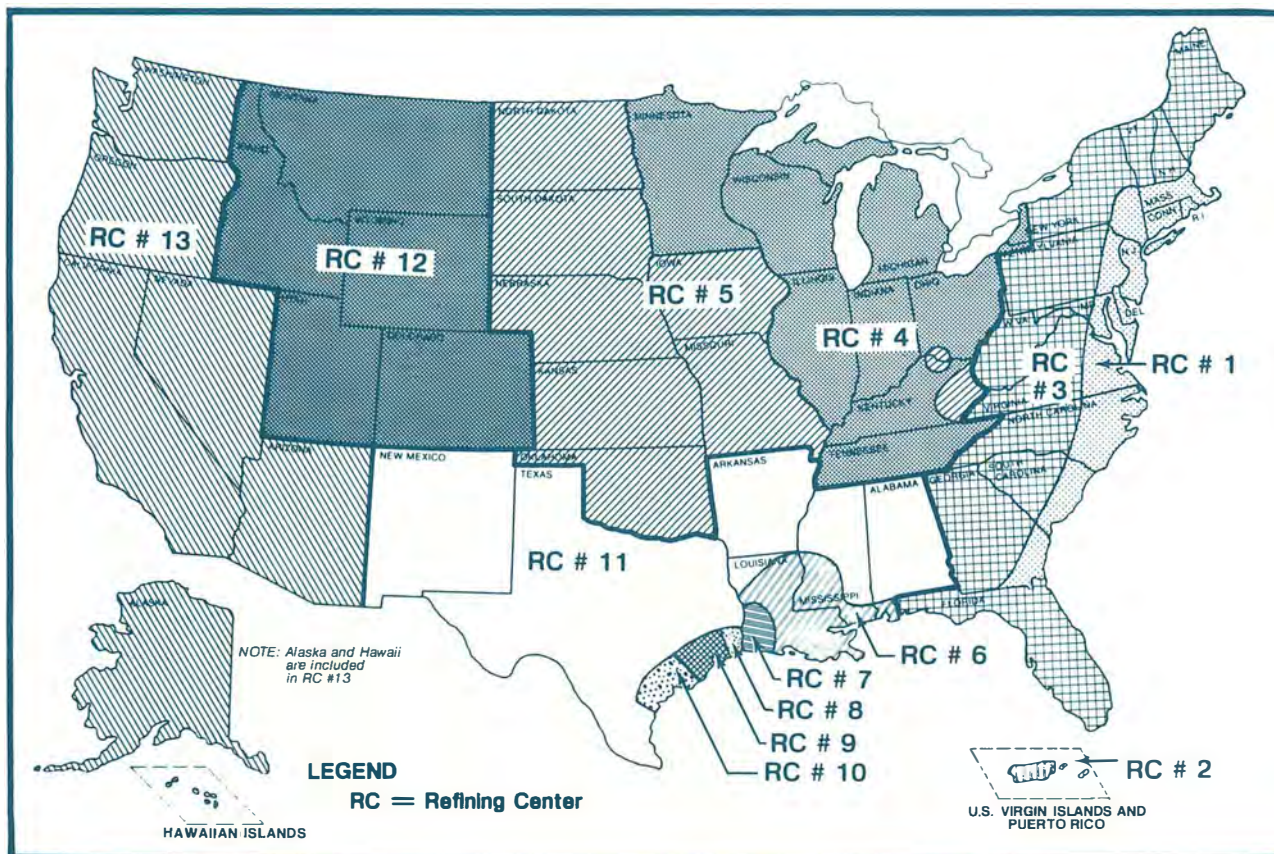 WASHINGTON
MONTANA
NORTH DAKOTA
MINNESOTA
MAINE
IDAHO
OREGON
VT
N.H.
WISCONSIN
SOUTH DAKOTA
MASS
CONN
R.I.
WYOMING
NEW YORK
RC # 13
RC # 12
PENNSYLVANIA
N.J.
IOWA
MICHIGAN
CALIFORNIA
NEVADA
NEBRASKA
RC # 5
ILLINOIS
INDIANA
OHIO
UTAH
MD
DEL.
W.VA
RC # 4
COLORADO
MISSOURI
RC
#3
RC # 1
KANSAS
KENTUCKY
VIRGINIA
NORTH CAROLINA
ARIZONA
NEW MEXICO
OKLAHOMA
TEXAS
ARKANSAS
TENNESSEE
GEORGIA
SOUTH
CAROLINA
ALABAMA
RC # 11
LOUISIANA
MISSISSIPPI
FLORIDA
ALASKA
RC # 6
NOTE: Alaska and Hawaii
are included
in RC #13
RC # 7
RC # 8
RC # 9
RC # 10
LEGEND
RC = Refining Center
RC # 2
HAWAIIAN ISLANDS
U.S. VIRGIN ISLANDS AND
PUERTO RICO